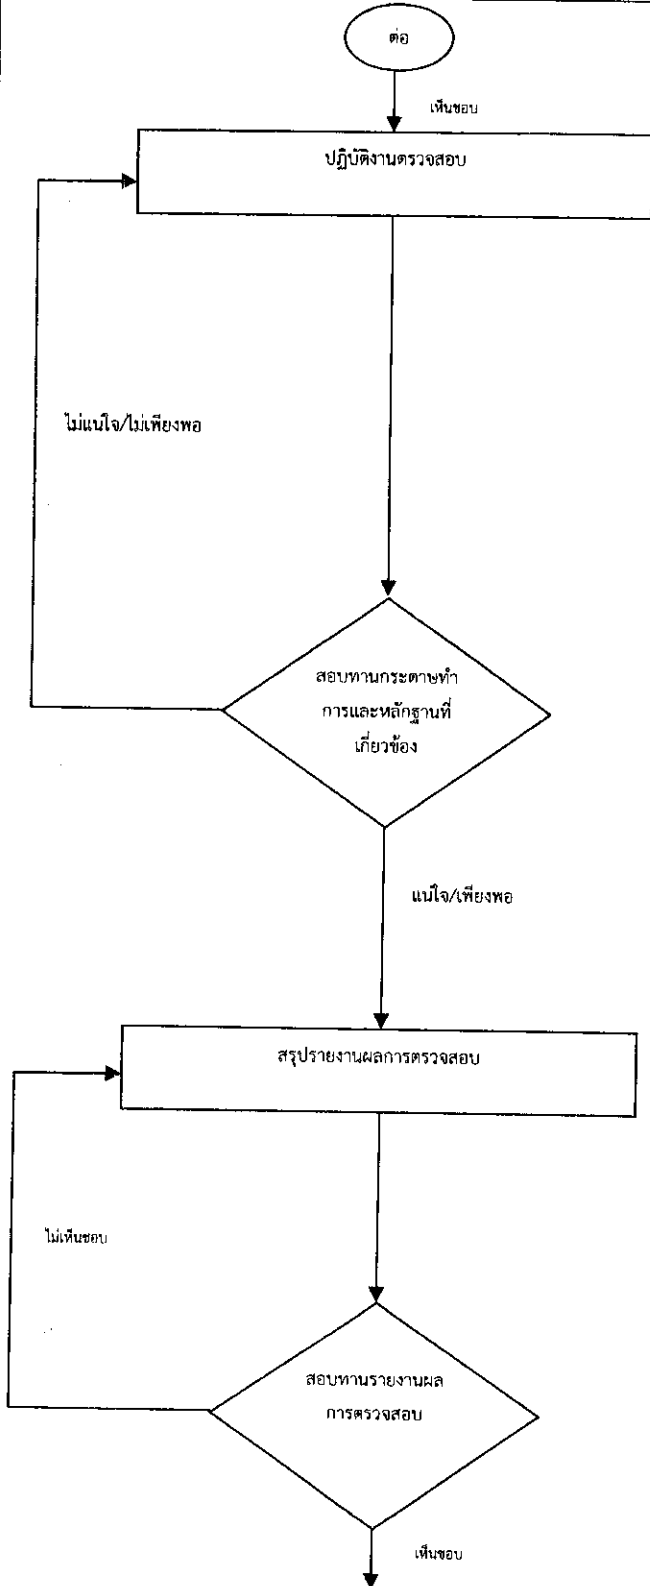 ต่อ
เห็นชอบ
ปฏิบัติงานตรวจสอบ
ไม่แน่ใจ/ไม่เพียงพอ
สอบทานกระดาษทำ
การและหลักฐานที่
เกี่ยวข้อง
แน่ใจ/เพียงพอ
สรุปรายงานผลการตรวจสอบ
ไม่เห็นชอบ
สอบทานรายงานผล
การตรวจสอบ
เห็นชอบ